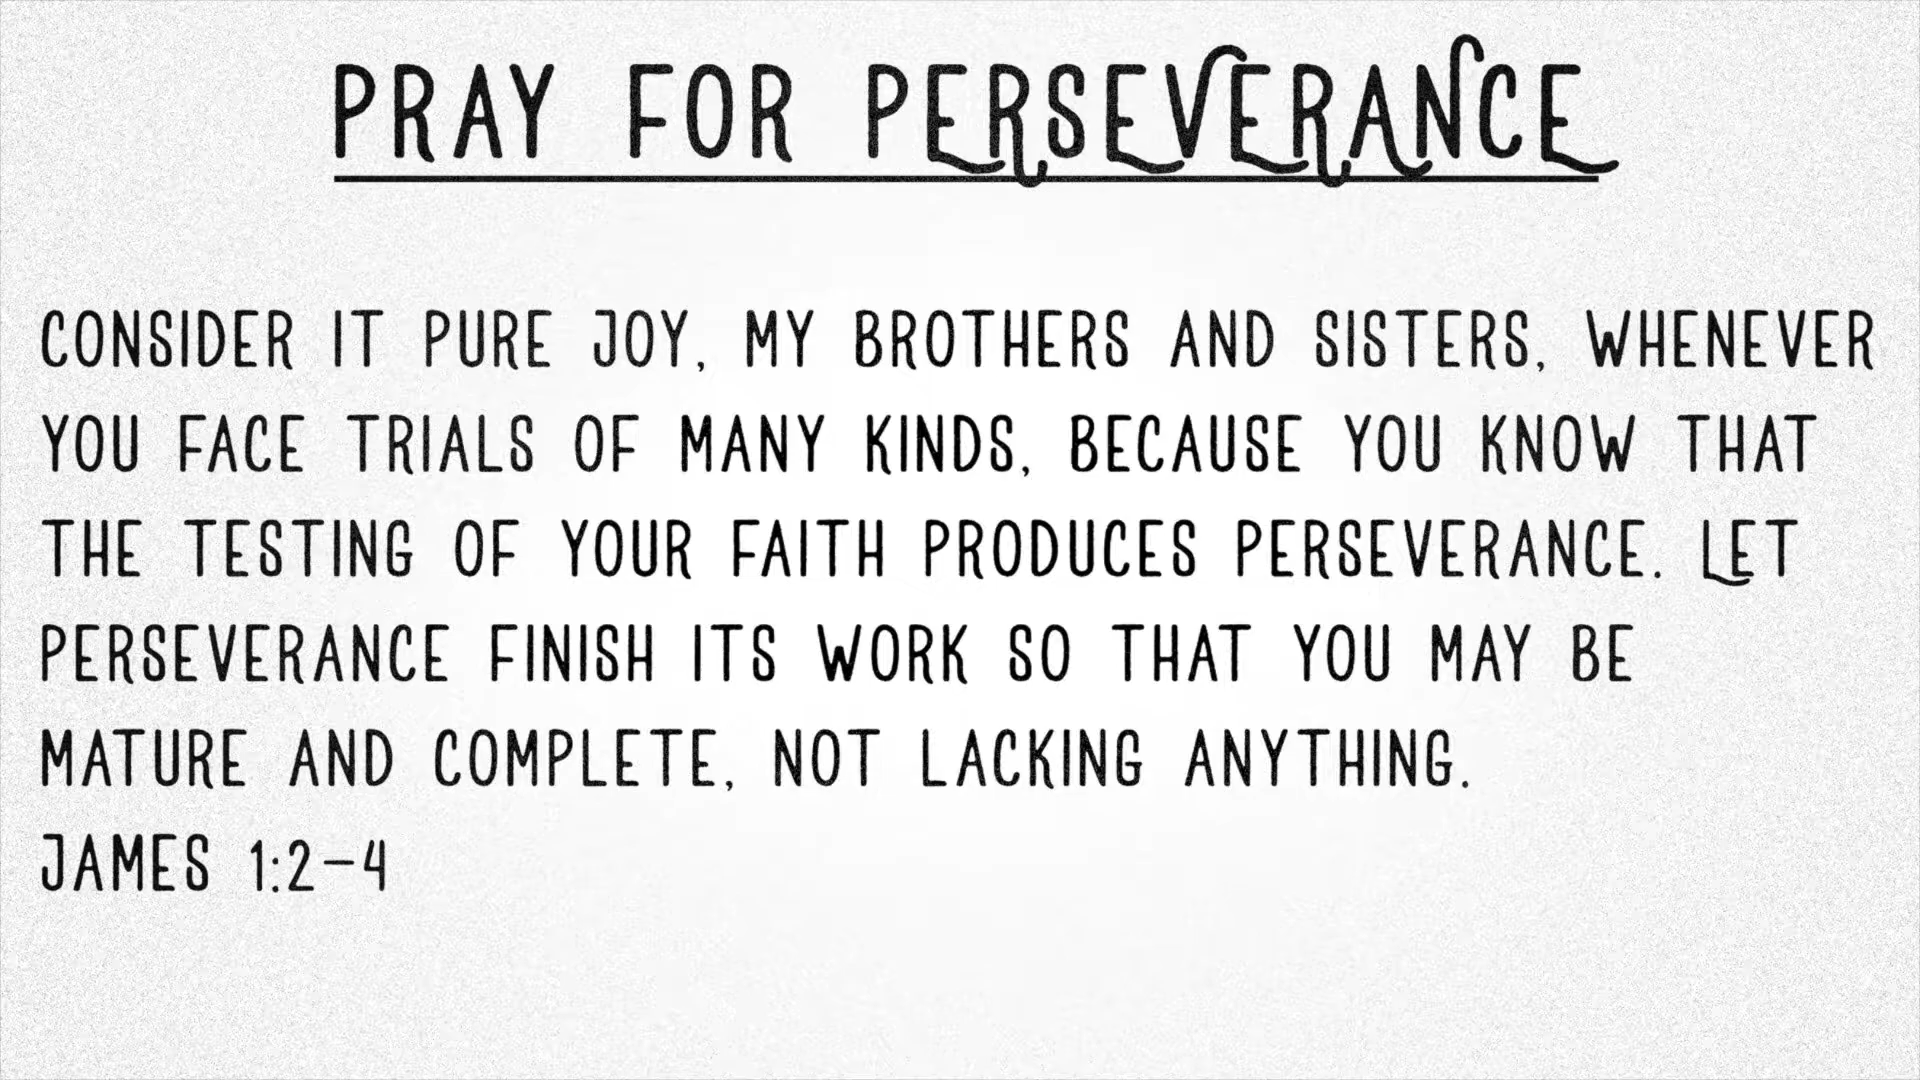 PRAY FOR PERSEVERANCE
CONSIDER IT PURE JOY, MY BROTHERS AND SISTERS, WHENEVER
YOU FACE TRIALS OF MANY KINDS, BECAUSE YOU KNOW THAT
THE TESTING OF YOUR FAITH PRODUCES PERSEVERANCE. LET
PERSEVERANCE FINISH ITS WORK SO THAT YOU MAY BE
MATURE AND COMPLETE, NOT LACKING ANYTHING.
JAMES 1:2–4